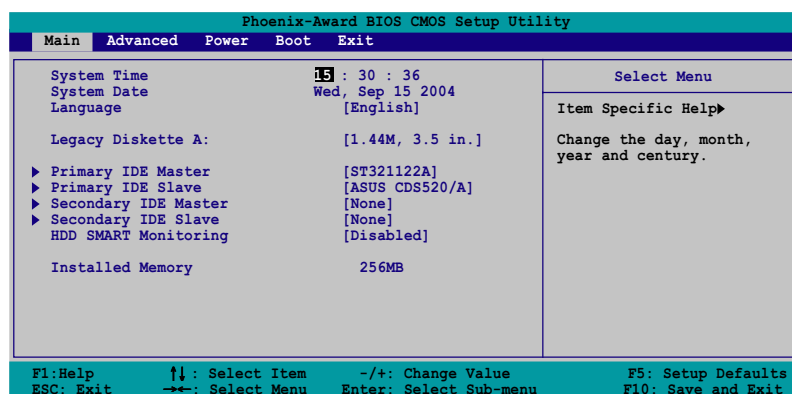 Phoenix-Award BIOS CMOS Setup Utility
Main Advanced Power Boot Exit
System Time 15 : 30 : 36
System Date Wed, Sep 15 2004
Language [English]
Legacy Diskette A: [1.44M, 3.5 in.]
Primary IDE Master [ST321122A]
Primary IDE Slave [ASUS CDS520/A]
Secondary IDE Master [None]
Secondary IDE Slave [None]
HDD SMART Monitoring [Disabled]
Installed Memory 256MB
Select Menu
Item Specific Help
Change the day, month,
year and century.
F1:Help ↑↓ : Select Item -/+: Change Value F5: Setup Defaults
ESC: Exit →←: Select Menu Enter: Select Sub-menu F10: Save and Exit